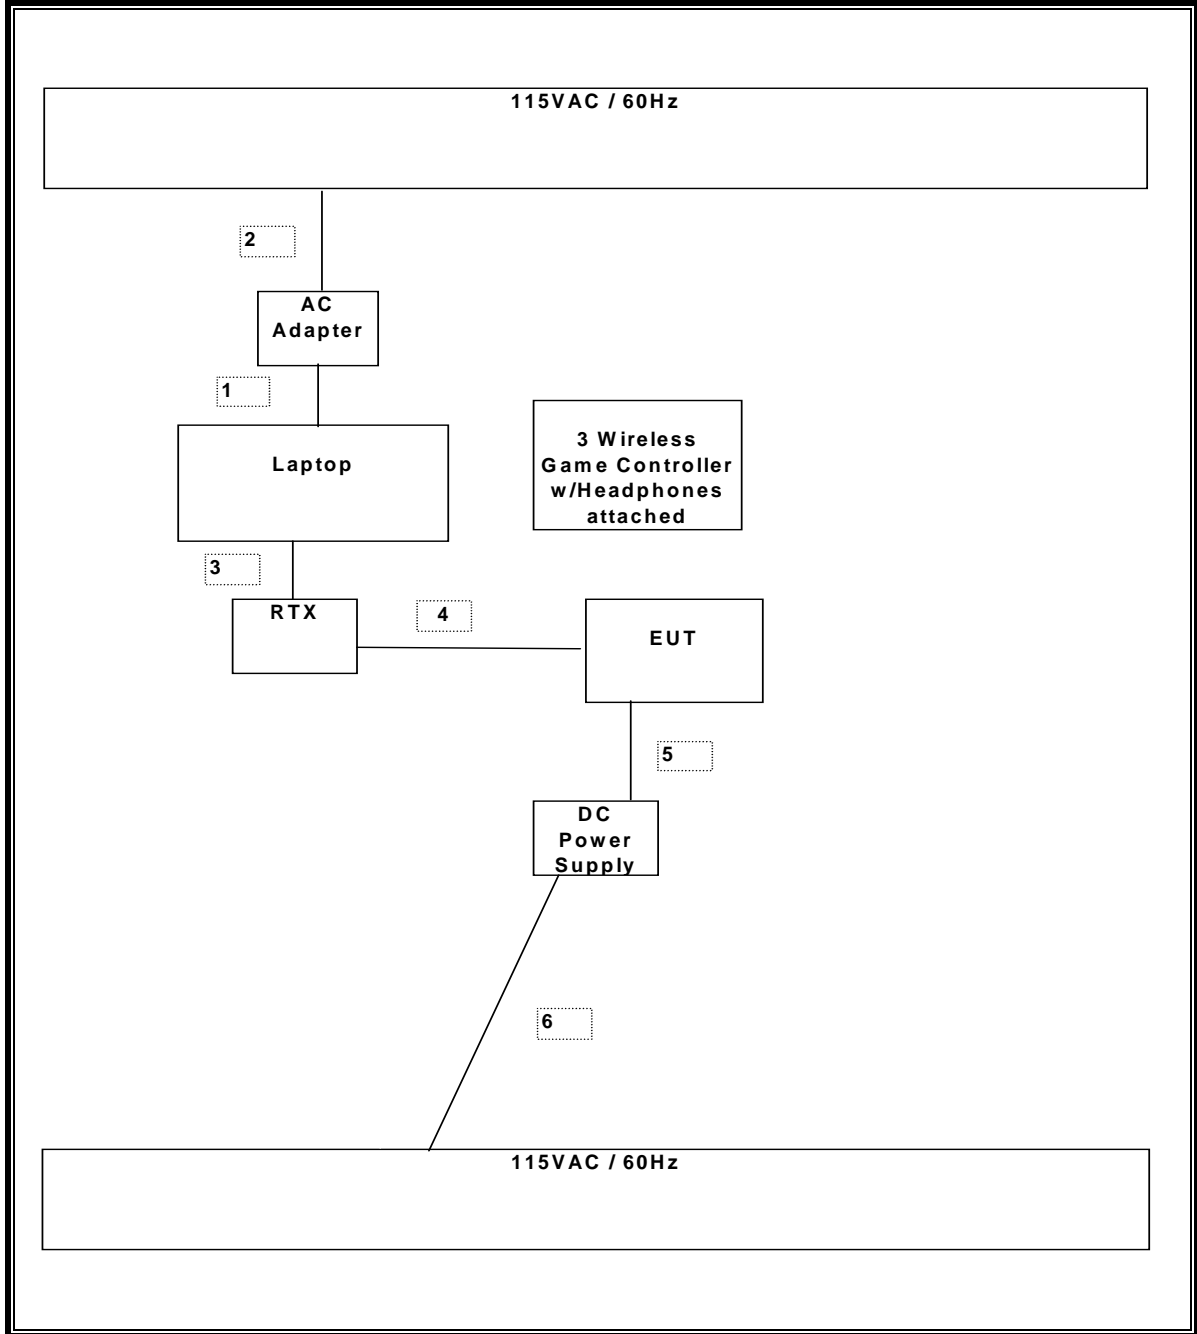 115VAC / 60Hz
2
AC
Adapter
1
Laptop
3 Wireless
Game Controller
w/Headphones
attached
3
RTX
4
EUT
5
DC
Power
Supply
6
115VAC / 60Hz